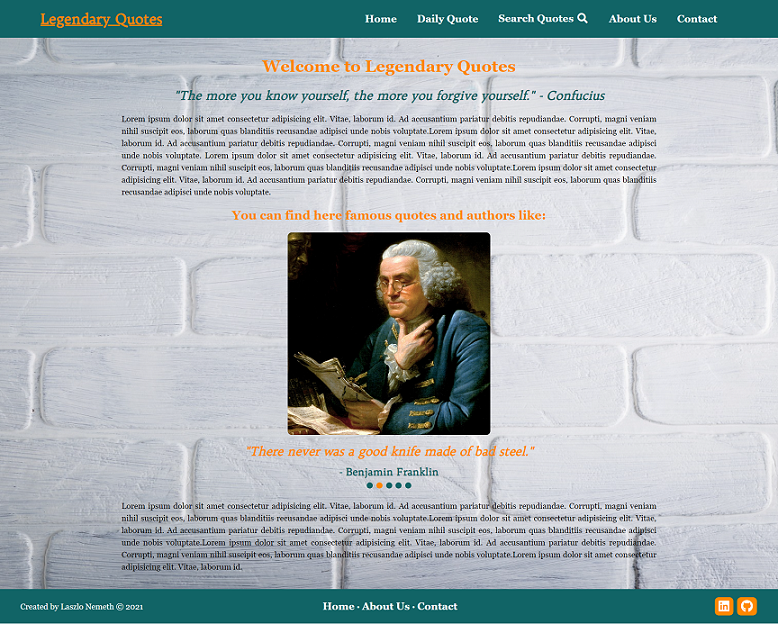 Legendary Quotes
Home Daily Quote Search Quotes About Us Contact
Welcome to Legendary Quotes
"The more you know yourself, the more you forgive yourself." - Confucius
Lorem ipsum dolor sit amet consectetur adipisicing elit. Vitae, laborum id. Ad accusantium pariatur debitis repudiandae. Corrupti, magni veniam
nihil suscipit eos, laborum quas blanditiis recusandae adipisci unde nobis voluptate.Lorem ipsum dolor sit amet consectetur adipisicing elit. Vitae,
laborum id. Ad accusantium pariatur debitis repudiandae. Corrupti, magni veniam nihil suscipit eos, laborum quas blanditiis recusandae adipisci
unde nobis voluptate. Lorem ipsum dolor sit amet consectetur adipisicing elit. Vitae, laborum id. Ad accusantium pariatur debitis repudiandae.
Corrupti, magni veniam nihil suscipit eos, laborum quas blanditiis recusandae adipisci unde nobis voluptate.Lorem ipsum dolor sit amet consectetur
adipisicing elit. Vitae, laborum id. Ad accusantium pariatur debitis repudiandae. Corrupti, magni veniam nihil suscipit eos, laborum quas blanditiis
recusandae adipisci unde nobis voluptate.
You can find here famous quotes and authors like:
"There never was a good knife made of bad steel."
- Benjamin Franklin
Lorem ipsum dolor sit amet consectetur adipisicing elit. Vitae, laborum id. Ad accusantium pariatur debitis repudiandae. Corrupti, magni veniam
nihil suscipit eos, laborum quas blanditiis recusandae adipisci unde nobis voluptate.Lorem ipsum dolor sit amet consectetur adipisicing elit. Vitae,
laborum id. Ad accusantium pariatur debitis repudiandae. Corrupti, magni veniam nihil suscipit eos, laborum quas blanditiis recusandae adipisci
unde nobis voluptate.Lorem ipsum dolor sit amet consectetur adipisicing elit. Vitae, laborum id. Ad accusantium pariatur debitis repudiandae.
Corrupti, magni veniam nihil suscipit eos, laborum quas blanditiis recusandae adipisci unde nobis voluptate.Lorem ipsum dolor sit amet consectetur
adipisicing elit. Vitae, laborum id.
Created by Laszlo Nemeth © 2021
Home · About Us · Contact
in